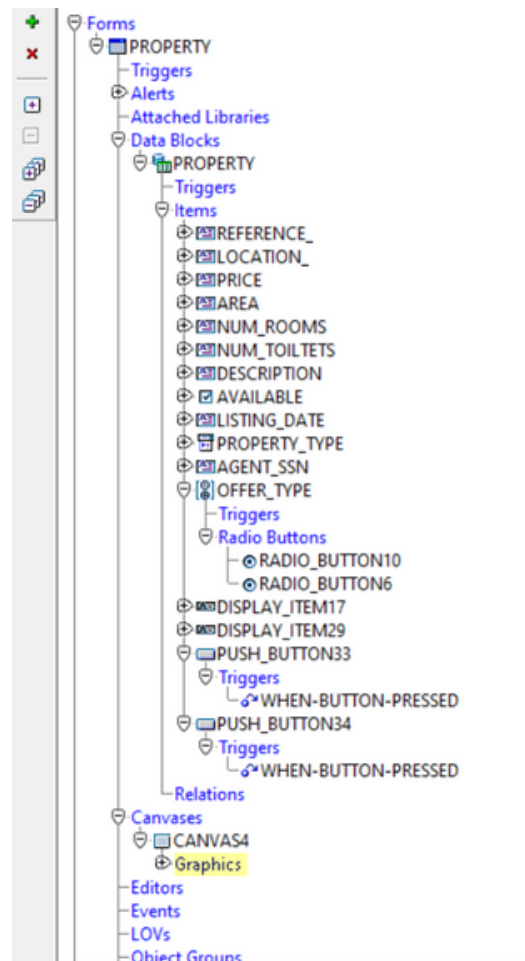 Forms
PROPERTY
Triggers
Alerts
Attached Libraries
Data Blocks
PROPERTY
Triggers
Items
REFERENCE_
LOCATION_
PRICE
AREA
NUM_ROOMS
NUM_TOILTETS
DESCRIPTION
AVAILABLE
LISTING_DATE
PROPERTY_TYPE
AGENT_SSN
OFFER_TYPE
Triggers
Radio Buttons
RADIO_BUTTON10
RADIO_BUTTON6
DISPLAY_ITEM17
DISPLAY_ITEM29
PUSH_BUTTON33
Triggers
WHEN-BUTTON-PRESSED
PUSH_BUTTON34
Triggers
WHEN-BUTTON-PRESSED
Relations
Canvases
CANVAS4
Graphics
Editors
Events
LOVs
Object Groups